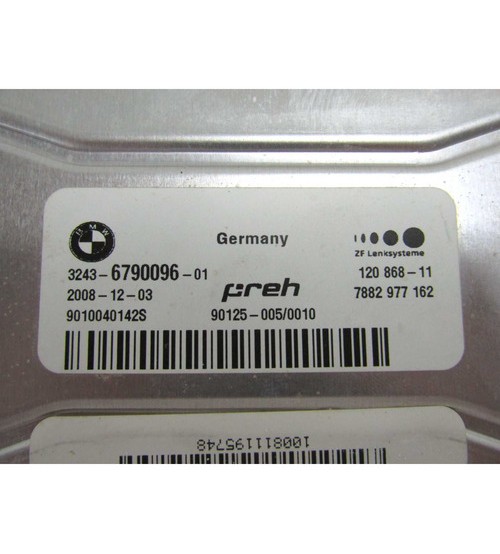 BMW
Germany
ZF Lenksysteme
3243-6790096-01
120 868-11
2008-12-03
preh
7882 977 162
9010040142S
90125-005/0010
100811195748